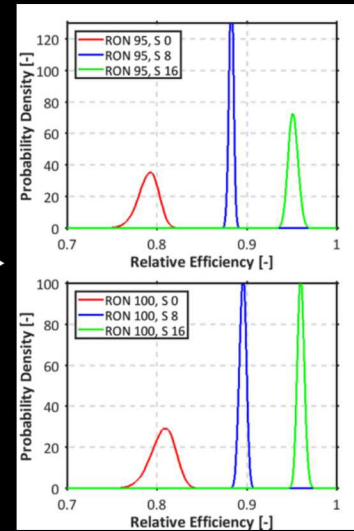 RON 95, S 0
RON 95, S 8
RON 95, S 16
Probability Density [-]
120
100
80
60
40
20
0
0.7 0.8 0.9 1
Relative Efficiency [-]
RON 100, S 0
RON 100, S 8
RON 100, S 16
Probability Density [-]
100
80
60
40
20
0
0.7 0.8 0.9 1
Relative Efficiency [-]